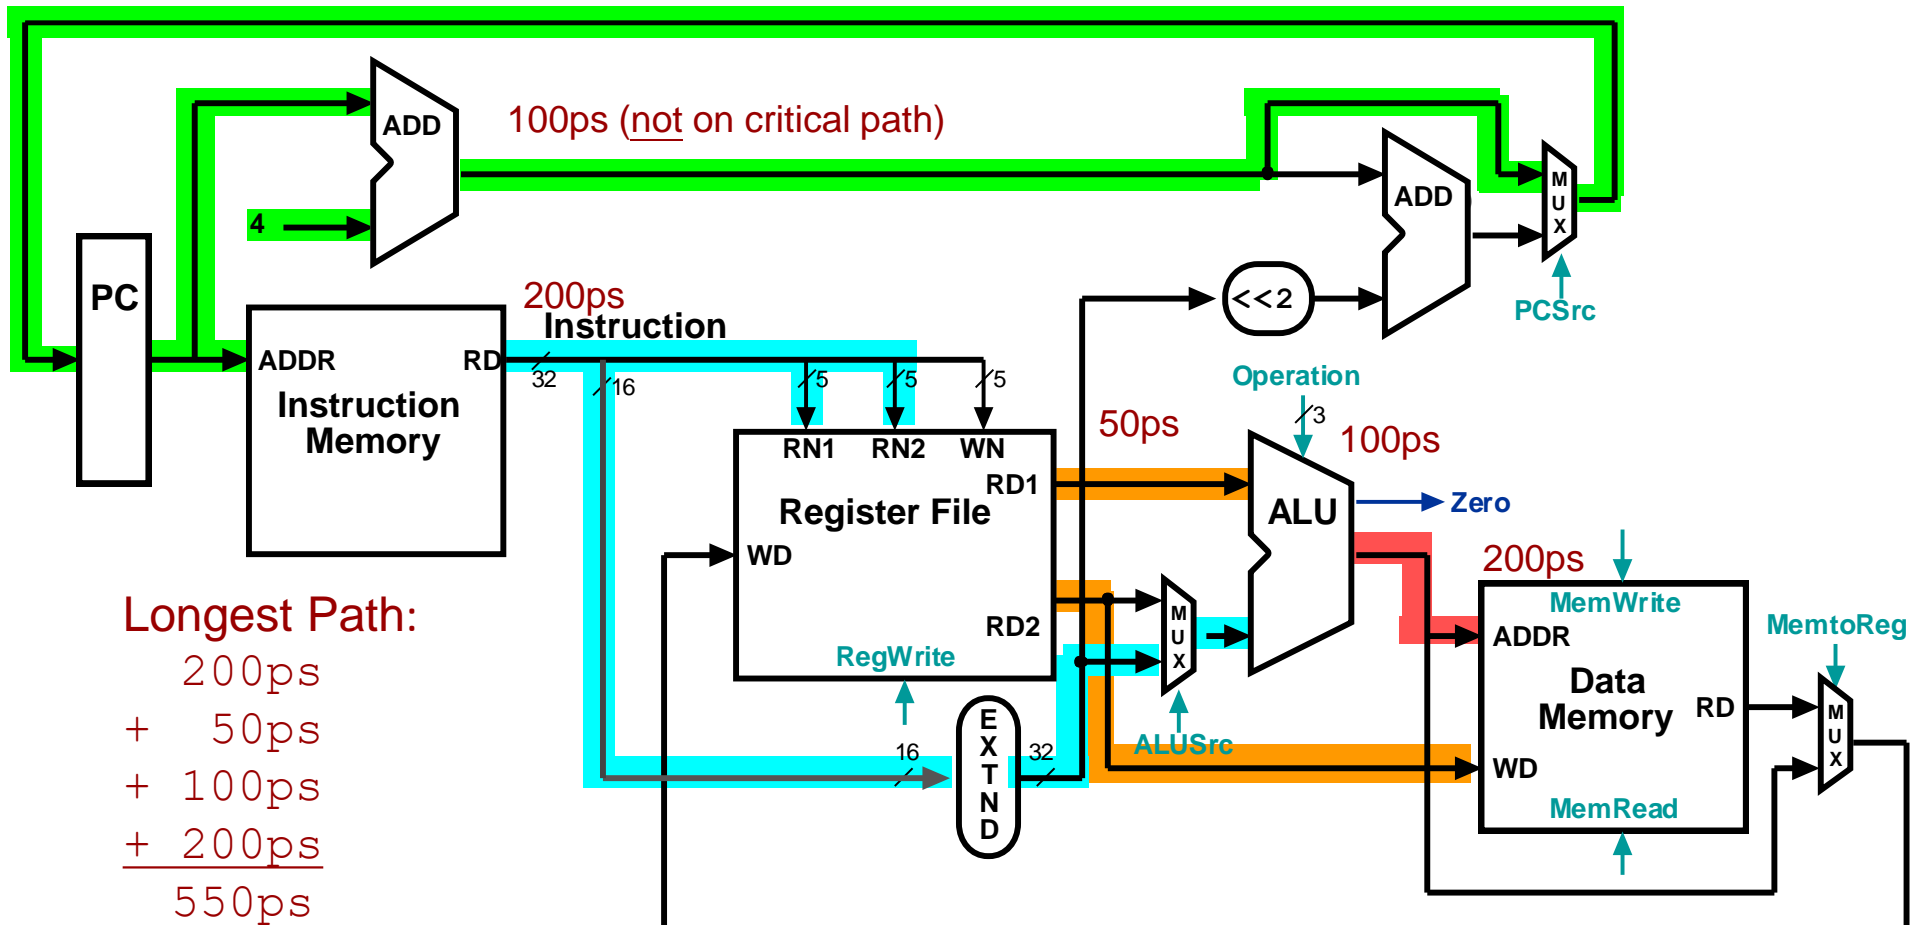 100ps (not on critical path)
ADD
4
ADD
M
U
X
PCSrc
<<2
PC
200ps
Instruction
ADDR
RD
32
16
5
5
5
Instruction
Memory
Operation
3
50ps
100ps
RN1
RN2
WN
RD1
Register File
WD
RD2
RegWrite
ALU
Zero
M
U
X
ALUSrc
200ps
MemWrite
ADDR
Data
Memory
RD
WD
MemRead
MemtoReg
M
U
X
16
E
X
T
N
D
32
Longest Path:
200ps
+ 50ps
+ 100ps
+ 200ps
550ps